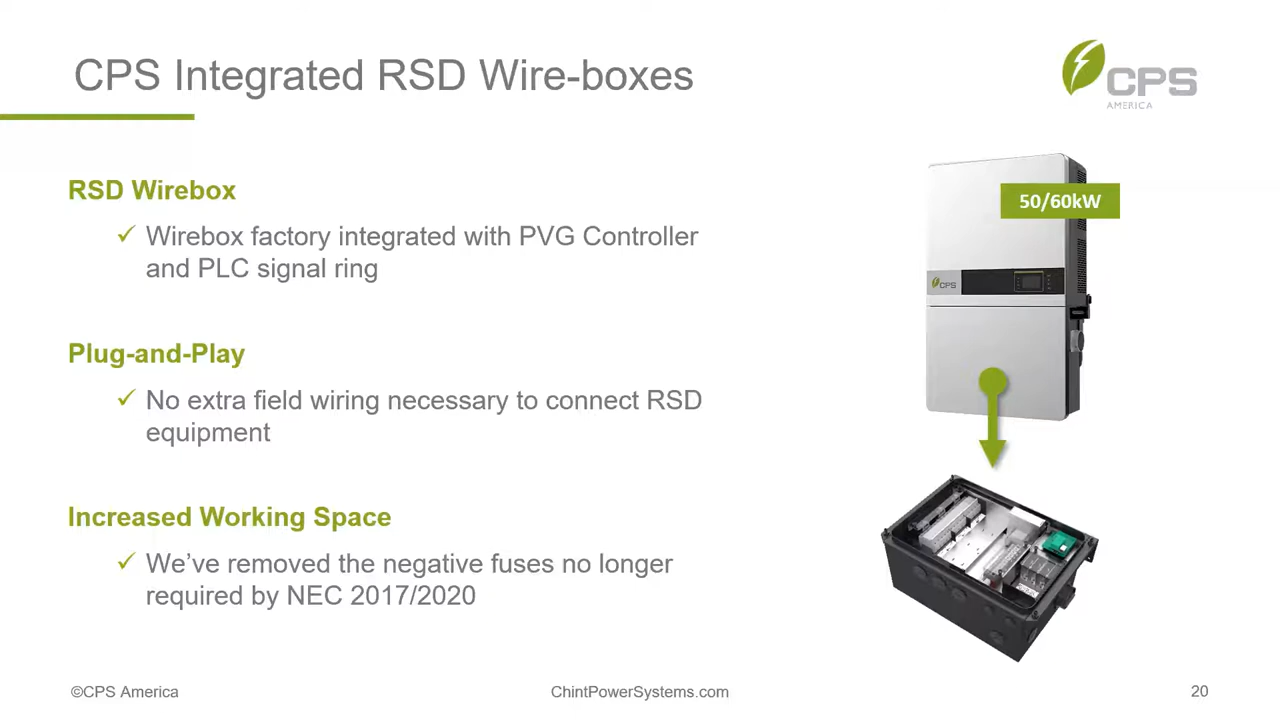 CPS Integrated RSD Wire-boxes
CPS
AMERICA
RSD Wirebox
✓ Wirebox factory integrated with PVG Controller
and PLC signal ring
50/60kW
CPS
Plug-and-Play
✓ No extra field wiring necessary to connect RSD
equipment
Increased Working Space
✓ We’ve removed the negative fuses no longer
required by NEC 2017/2020
©CPS America
ChintPowerSystems.com
20